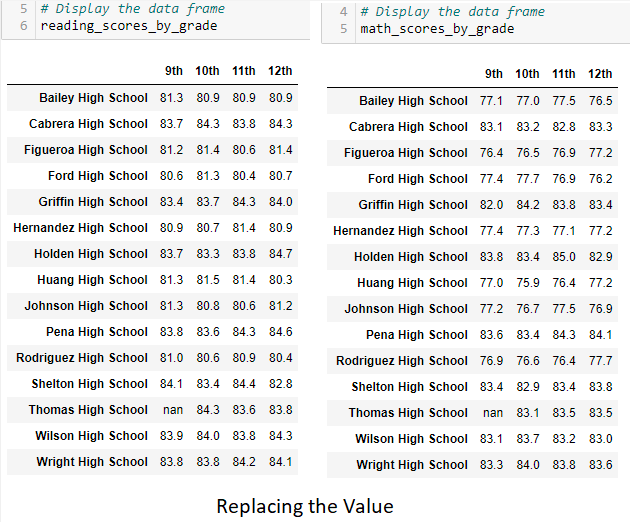 5 # Display the data frame
6 reading_scores_by_grade
9th 10th 11th 12th
Bailey High School 81.3 80.9 80.9 80.9
Cabrera High School 83.7 84.3 83.8 84.3
Figueroa High School 81.2 81.4 80.6 81.4
Ford High School 80.6 81.3 80.4 80.7
Griffin High School 83.4 83.7 84.3 84.0
Hernandez High School 80.9 80.7 81.4 80.9
Holden High School 83.7 83.3 83.8 84.7
Huang High School 81.3 81.5 81.4 80.3
Johnson High School 81.3 80.8 80.6 81.2
Pena High School 83.8 83.6 84.3 84.6
Rodriguez High School 81.0 80.6 80.9 80.4
Shelton High School 84.1 83.4 84.4 82.8
Thomas High School nan 84.3 83.6 83.8
Wilson High School 83.9 84.0 83.8 84.3
Wright High School 83.8 83.8 84.2 84.1
4 # Display the data frame
5 math_scores_by_grade
9th 10th 11th 12th
Bailey High School 77.1 77.0 77.5 76.5
Cabrera High School 83.1 83.2 82.8 83.3
Figueroa High School 76.4 76.5 76.9 77.2
Ford High School 77.4 77.7 76.9 76.2
Griffin High School 82.0 84.2 83.8 83.4
Hernandez High School 77.4 77.3 77.1 77.2
Holden High School 83.8 83.4 85.0 82.9
Huang High School 77.0 75.9 76.4 77.2
Johnson High School 77.2 76.7 77.5 76.9
Pena High School 83.6 83.4 84.3 84.1
Rodriguez High School 76.9 76.6 76.4 77.7
Shelton High School 83.4 82.9 83.4 83.8
Thomas High School nan 83.1 83.5 83.5
Wilson High School 83.1 83.7 83.2 83.0
Wright High School 83.3 84.0 83.8 83.6
Replacing the Value